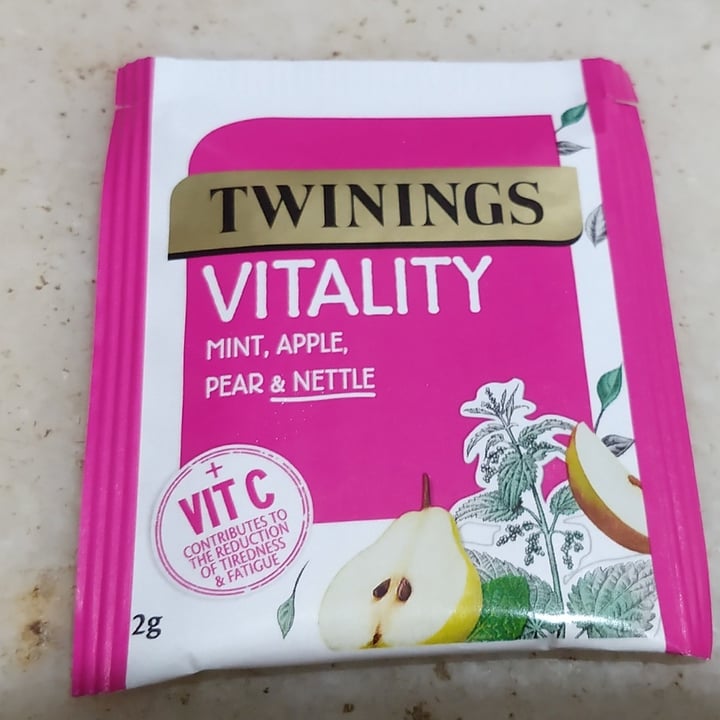 TWININGS
VITALITY
MINT, APPLE,
PEAR & NETTLE
+
VIT C
CONTRIBUTES TO
THE REDUCTION
OF TIREDNESS
& FATIGUE
2g